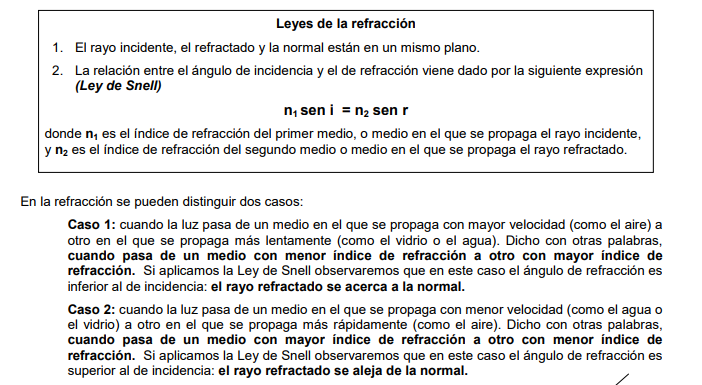 Leyes de la refracción
1. El rayo incidente, el refractado y la normal están en un mismo plano.
2. La relación entre el ángulo de incidencia y el de refracción viene dado por la siguiente expresión
(Ley de Snell)
n₁ sen i = n₂ sen r
donde n₁ es el índice de refracción del primer medio, o medio en el que se propaga el rayo incidente,
y n₂ es el índice de refracción del segundo medio o medio en el que se propaga el rayo refractado.
En la refracción se pueden distinguir dos casos:
Caso 1: cuando la luz pasa de un medio en el que se propaga con mayor velocidad (como el aire) a
otro en el que se propaga más lentamente (como el vidrio o el agua). Dicho con otras palabras,
cuando pasa de un medio con menor índice de refracción a otro con mayor índice de
refracción. Si aplicamos la Ley de Snell observaremos que en este caso el ángulo de refracción es
inferior al de incidencia: el rayo refractado se acerca a la normal.
Caso 2: cuando la luz pasa de un medio en el que se propaga con menor velocidad (como el agua o
el vidrio) a otro en el que se propaga más rápidamente (como el aire). Dicho con otras palabras,
cuando pasa de un medio con mayor índice de refracción a otro con menor índice de
refracción. Si aplicamos la Ley de Snell observaremos que en este caso el ángulo de refracción es
superior al de incidencia: el rayo refractado se aleja de la normal.